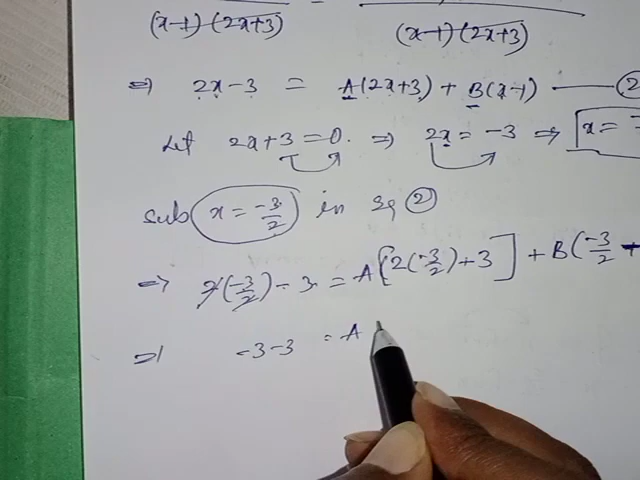 (x-1)(2x+3) = (x-1)(2x+3)
⇒ 2x-3 = A(2x+3) + B(x-1) — ②
Let 2x+3=0. ⇒ 2x = -3 ⇒ x =
sub x = -3/2 in eq ②
⇒ 2(-3/2) - 3 = A[2(-3/2)+3] + B(-3/2
⇒ -3-3 = A